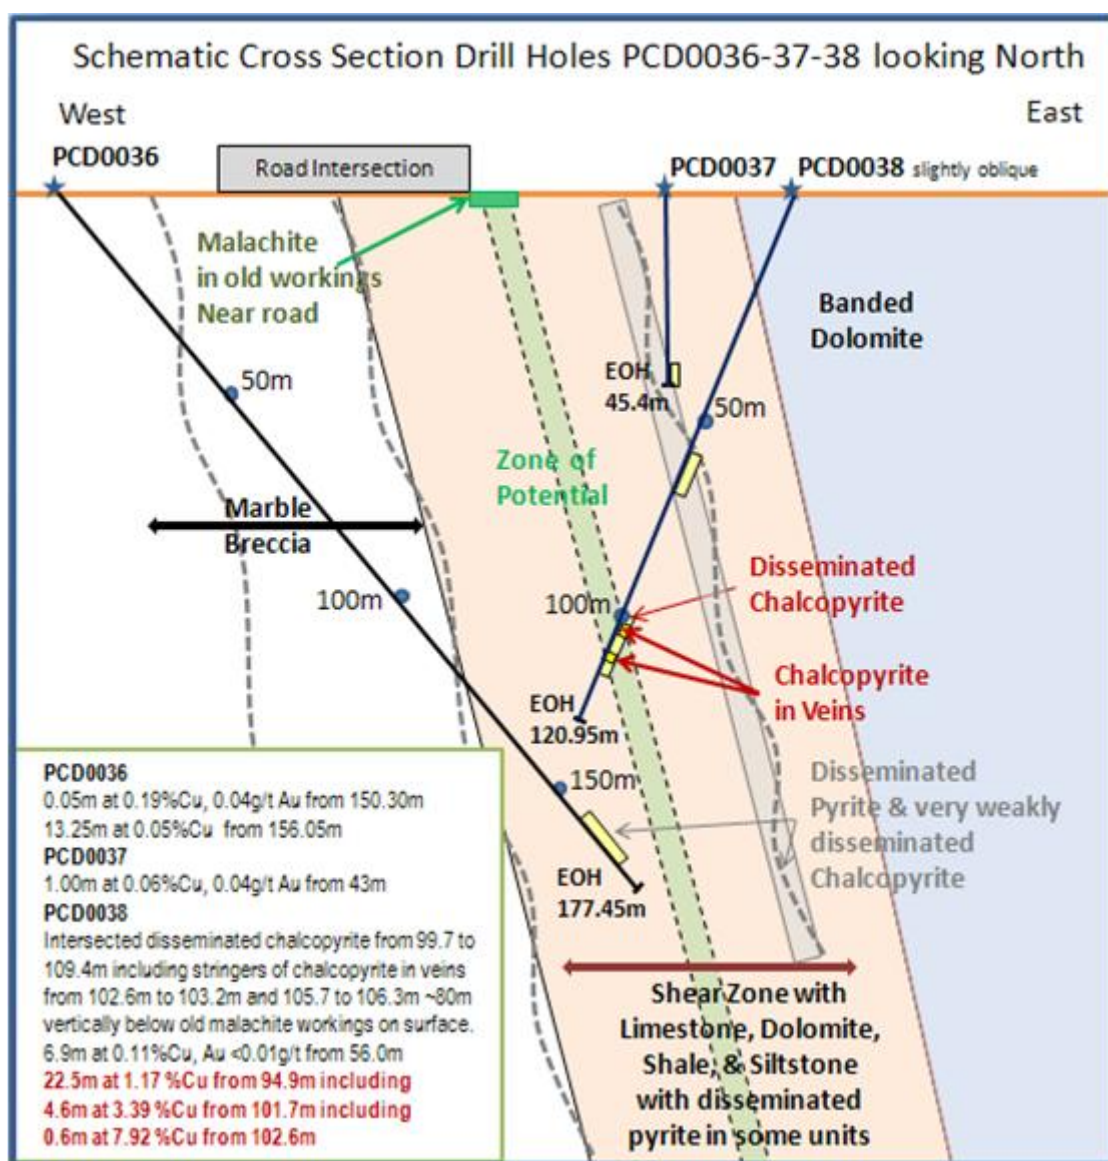 Schematic Cross Section Drill Holes PCD0036-37-38 looking North
West
East
PCD0036
Road Intersection
PCD0037
PCD0038 slightly oblique
Malachite
in old workings
Near road
Banded
Dolomite
50m
EOH
45.4m
50m
Zone of
Potential
Marble
Breccia
Disseminated
Chalcopyrite
100m
100m
Chalcopyrite
in Veins
EOH
120.95m
150m
Disseminated
Pyrite & very weakly
disseminated
Chalcopyrite
EOH
177.45m
PCD0036
0.05m at 0.19%Cu, 0.04g/t Au from 150.30m
13.25m at 0.05%Cu from 156.05m
PCD0037
1.00m at 0.06%Cu, 0.04g/t Au from 43m
PCD0038
Intersected disseminated chalcopyrite from 99.7 to
109.4m including stringers of chalcopyrite in veins
from 102.6m to 103.2m and 105.7 to 106.3m ~80m
vertically below old malachite workings on surface.
6.9m at 0.11%Cu, Au <0.01g/t from 56.0m
22.5m at 1.17 %Cu from 94.9m including
4.6m at 3.39 %Cu from 101.7m including
0.6m at 7.92 %Cu from 102.6m
Shear Zone with
Limestone, Dolomite,
Shale, & Siltstone
with disseminated
pyrite in some units